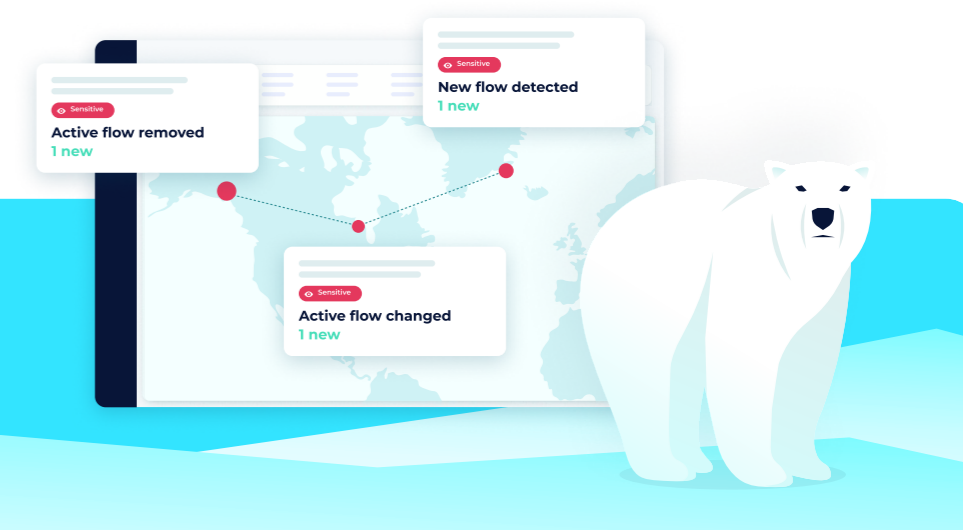 Sensitive
Active flow removed
1 new
Sensitive
New flow detected
1 new
Sensitive
Active flow changed
1 new